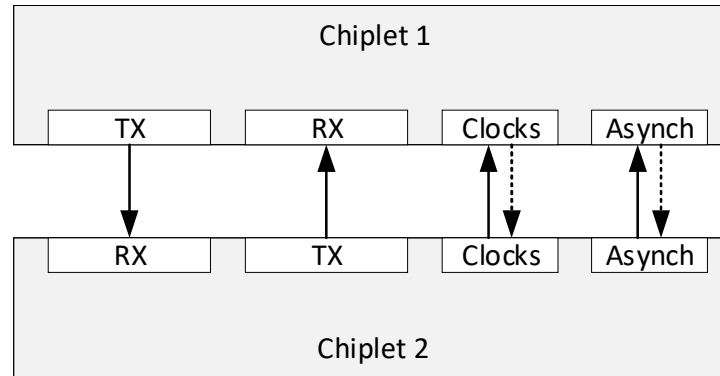 Chiplet 1
TX RX Clocks Asynch
RX TX Clocks Asynch
Chiplet 2